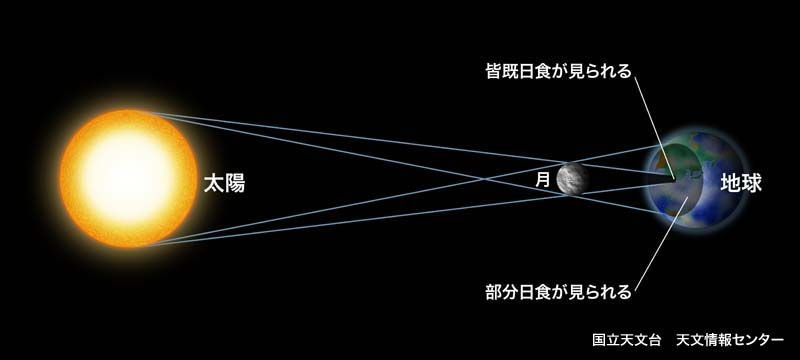 皆既日食が見られる
太陽
月
地球
部分日食が見られる
国立天文台　天文情報センター